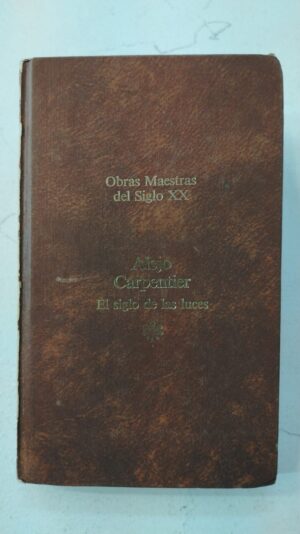 Obras Maestras
del Siglo XX
Alejo
Carpentier
El siglo de las luces